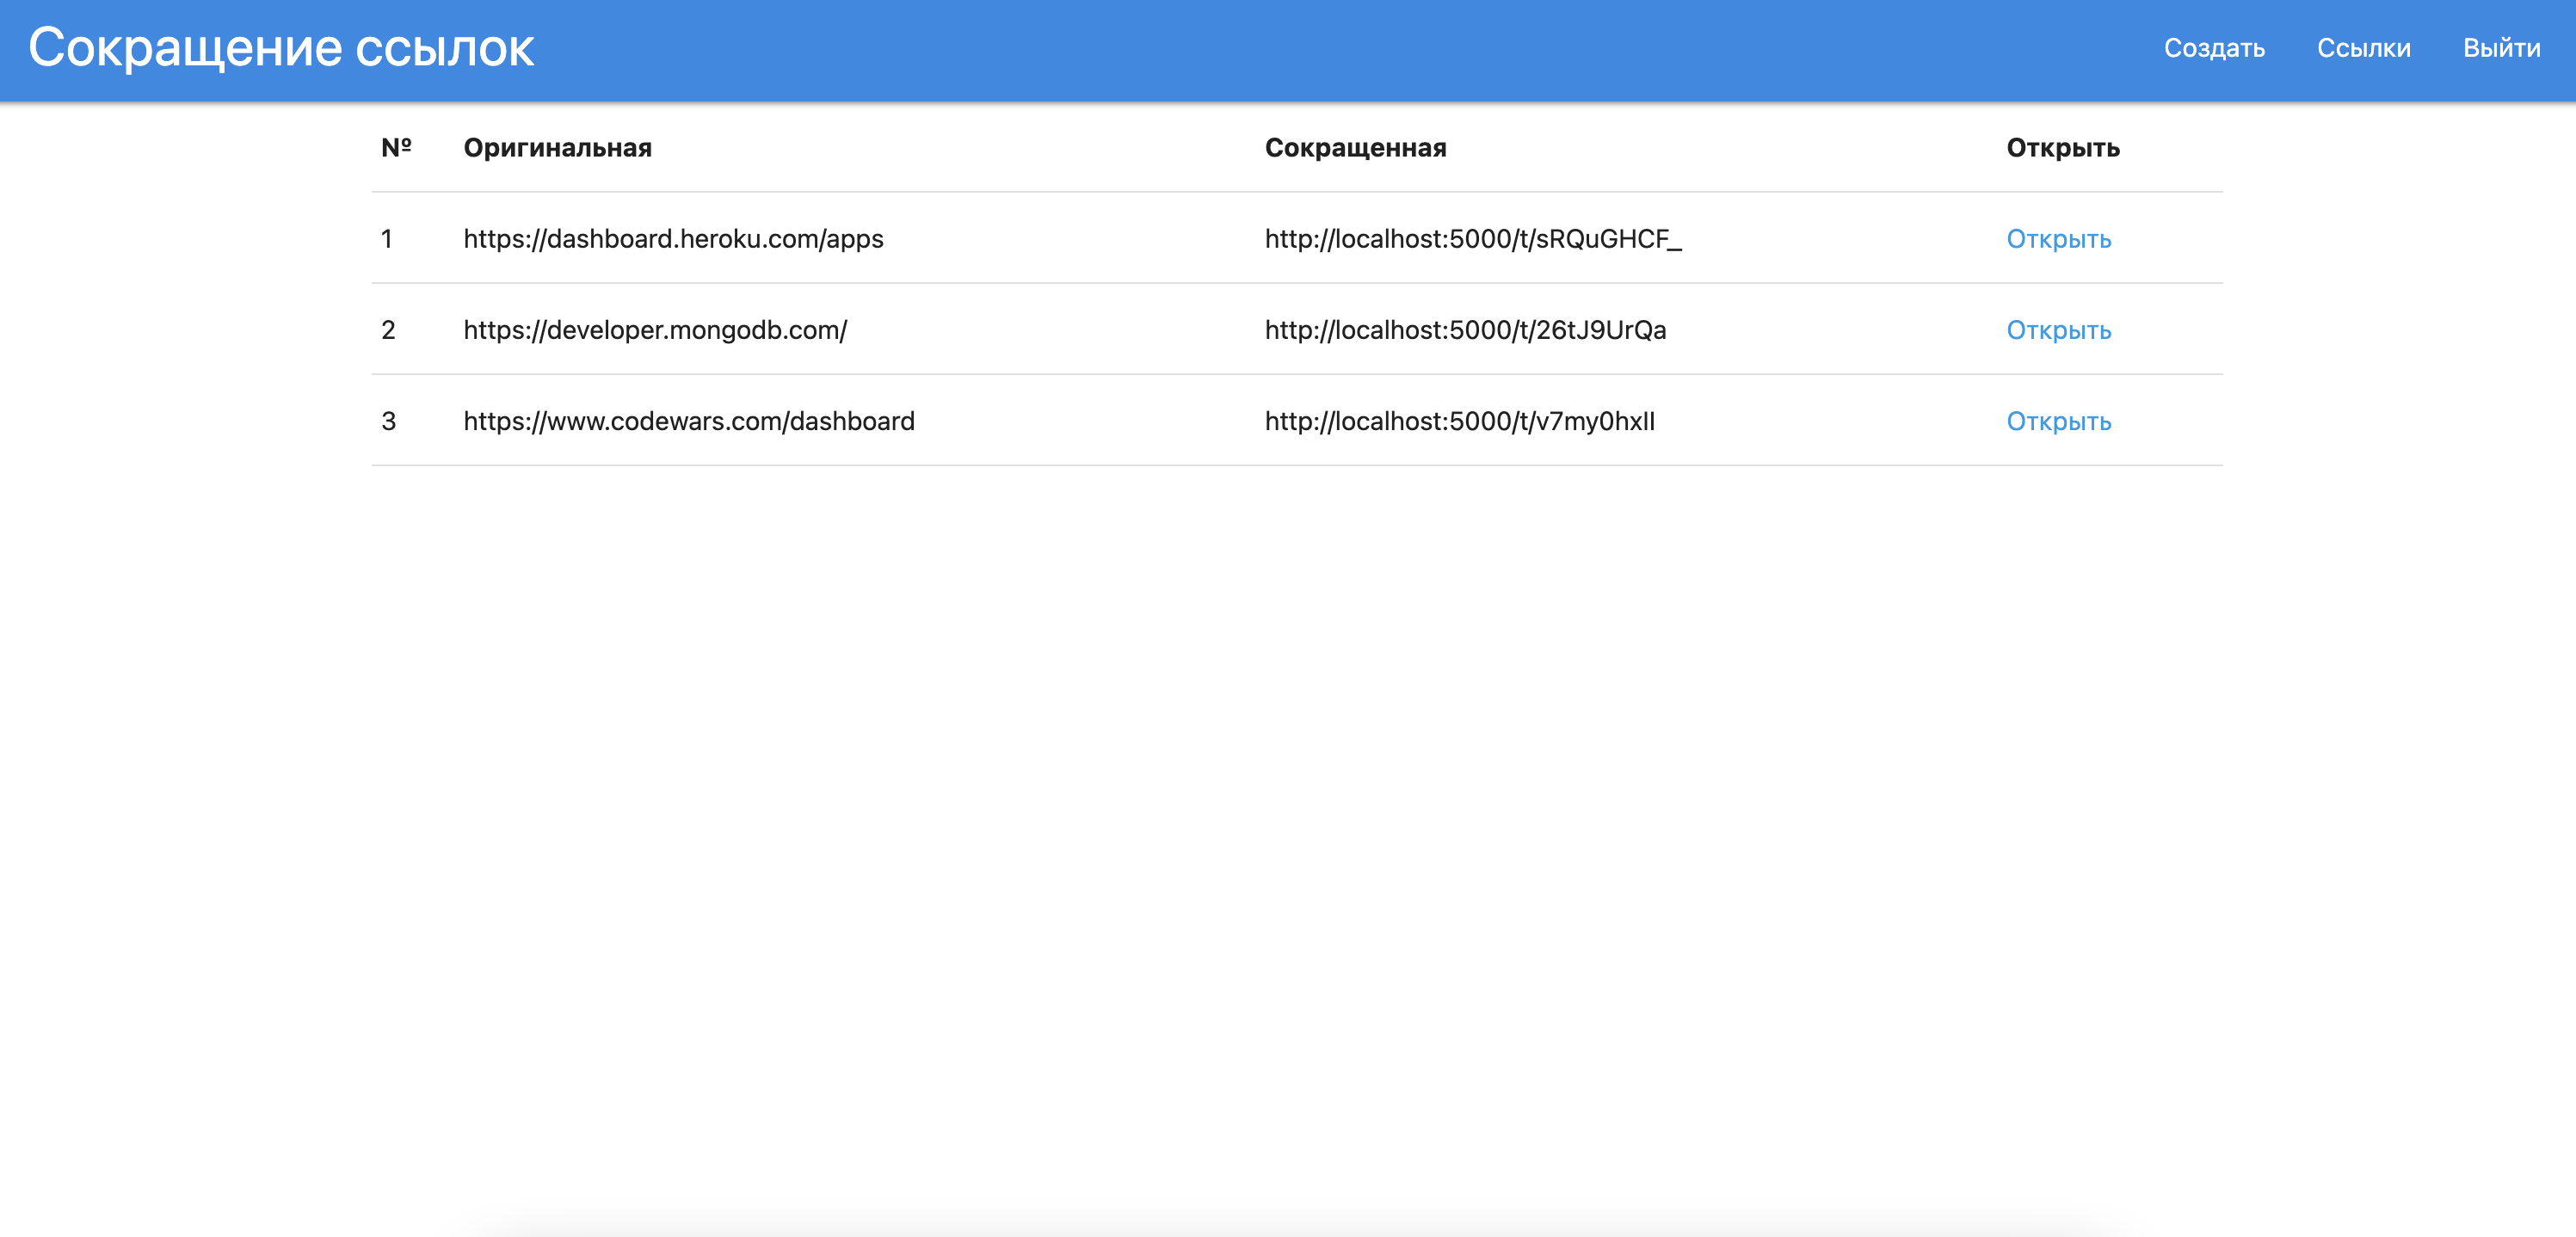 Сокращение ссылок Создать Ссылки Выйти
№ Оригинальная Сокращенная Открыть
1 https://dashboard.heroku.com/apps http://localhost:5000/t/sRQuGHCF_ Открыть
2 https://developer.mongodb.com/ http://localhost:5000/t/26tJ9UrQa Открыть
3 https://www.codewars.com/dashboard http://localhost:5000/t/v7my0hxIl Открыть